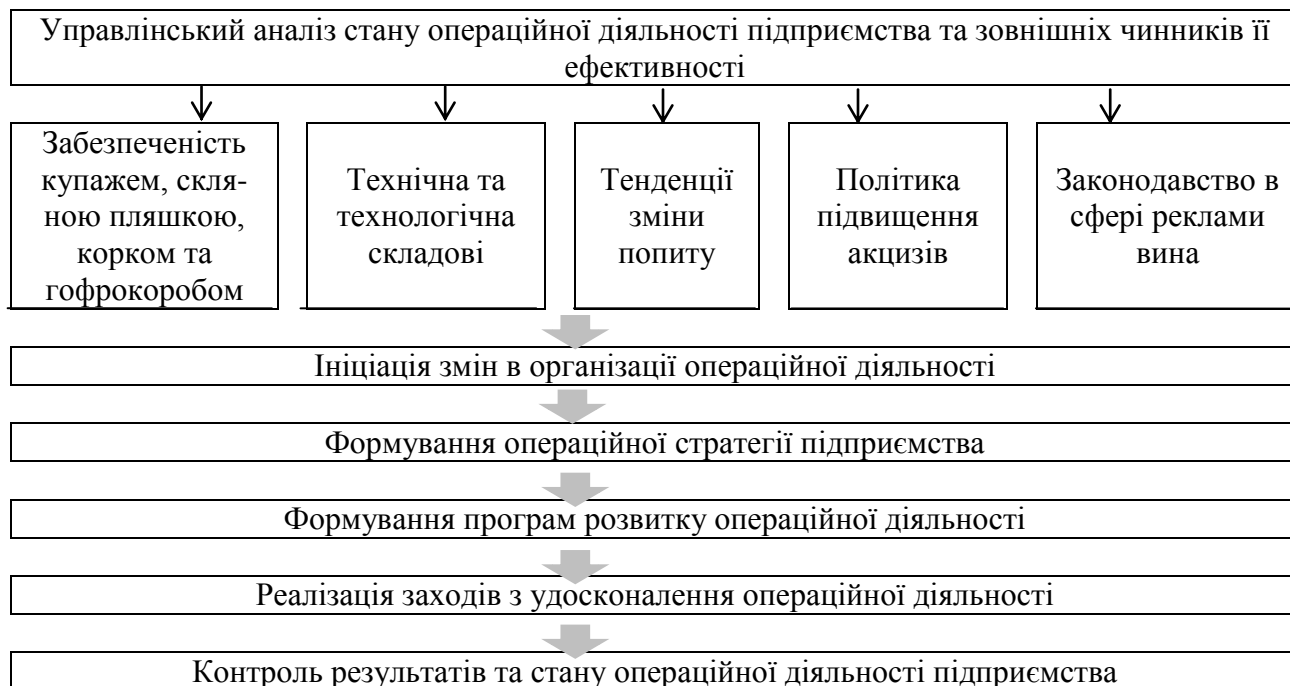 Управлінський аналіз стану операційної діяльності підприємства та зовнішніх чинників її
ефективності
Забезпеченість
купажем, скля-
ною пляшкою,
корком та
гофрокоробом
Технічна та
технологічна
складові
Тенденції
зміни
попиту
Політика
підвищення
акцизів
Законодавство в
сфері реклами
вина
Ініціація змін в організації операційної діяльності
Формування операційної стратегії підприємства
Формування програм розвитку операційної діяльності
Реалізація заходів з удосконалення операційної діяльності
Контроль результатів та стану операційної діяльності підприємства